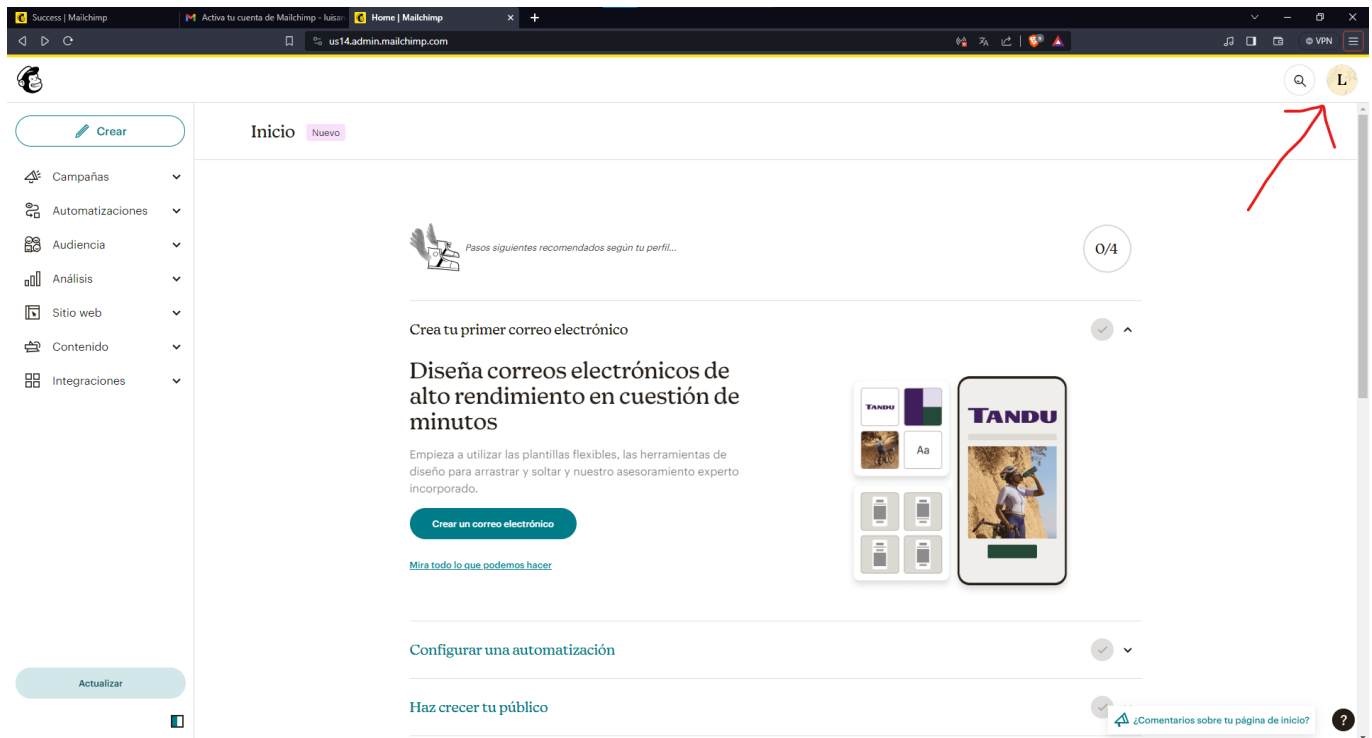 Success | Mailchimp
Activa tu cuenta de Mailchimp - luisan
Home | Mailchimp
us14.admin.mailchimp.com
VPN
L
Crear
Inicio Nuevo
Campañas
Automatizaciones
Audiencia
Análisis
Sitio web
Contenido
Integraciones
Pasos siguientes recomendados según tu perfil...
0/4
Crea tu primer correo electrónico
Diseña correos electrónicos de
alto rendimiento en cuestión de
minutos
Empieza a utilizar las plantillas flexibles, las herramientas de
diseño para arrastrar y soltar y nuestro asesoramiento experto
incorporado.
Crear un correo electrónico
Mira todo lo que podemos hacer
TANDU
Aa
TANDU
Configurar una automatización
Haz crecer tu público
Actualizar
¿Comentarios sobre tu página de inicio?
?